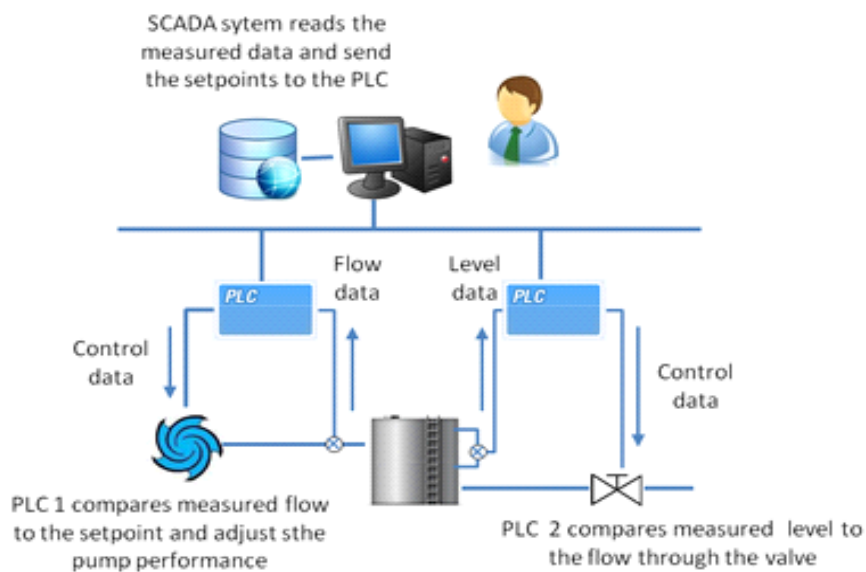 SCADA sytem reads the
measured data and send
the setpoints to the PLC
Flow
data
Level
data
PLC
PLC
Control
data
Control
data
PLC 1 compares measured flow
to the setpoint and adjust sthe
pump performance
PLC 2 compares measured level to
the flow through the valve